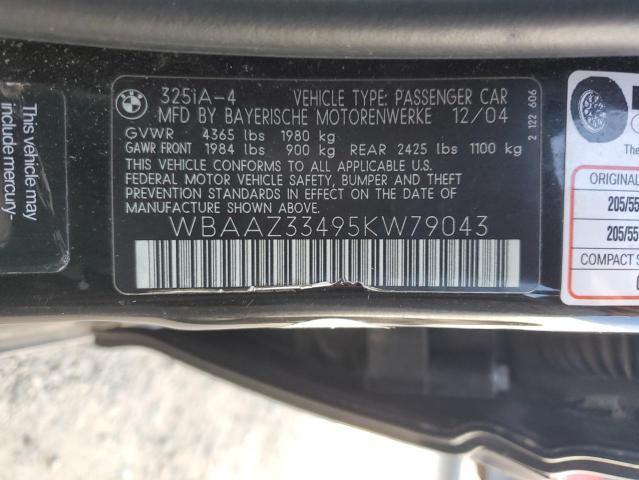 This vehicle may
include mercury
BMW
325iA-4 VEHICLE TYPE: PASSENGER CAR
MFD BY BAYERISCHE MOTORENWERKE 12/04
GVWR 4365 lbs 1980 kg
GAWR FRONT 1984 lbs 900 kg REAR 2425 lbs 1100 kg
THIS VEHICLE CONFORMS TO ALL APPLICABLE U.S.
FEDERAL MOTOR VEHICLE SAFETY, BUMPER AND THEFT
PREVENTION STANDARDS IN EFFECT ON THE DATE
OF MANUFACTURE SHOWN ABOVE.
WBAAZ33495KW79043
2 122 606
The
ORIGINAL
205/55
205/55
COMPACT S